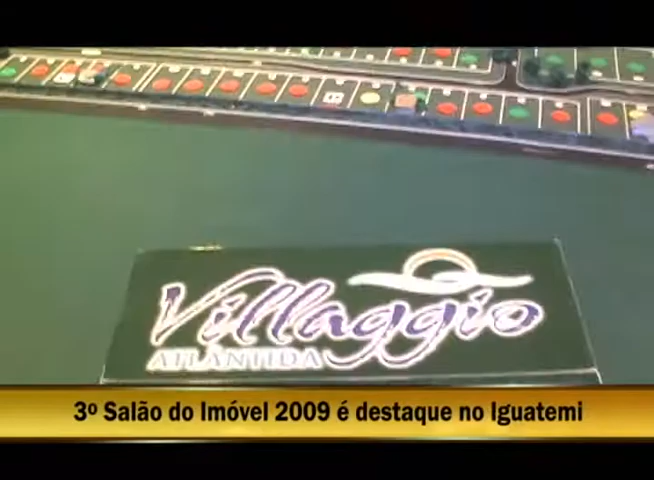 Villaggio
ATLÂNTIDA
3º Salão do Imóvel 2009 é destaque no Iguatemi